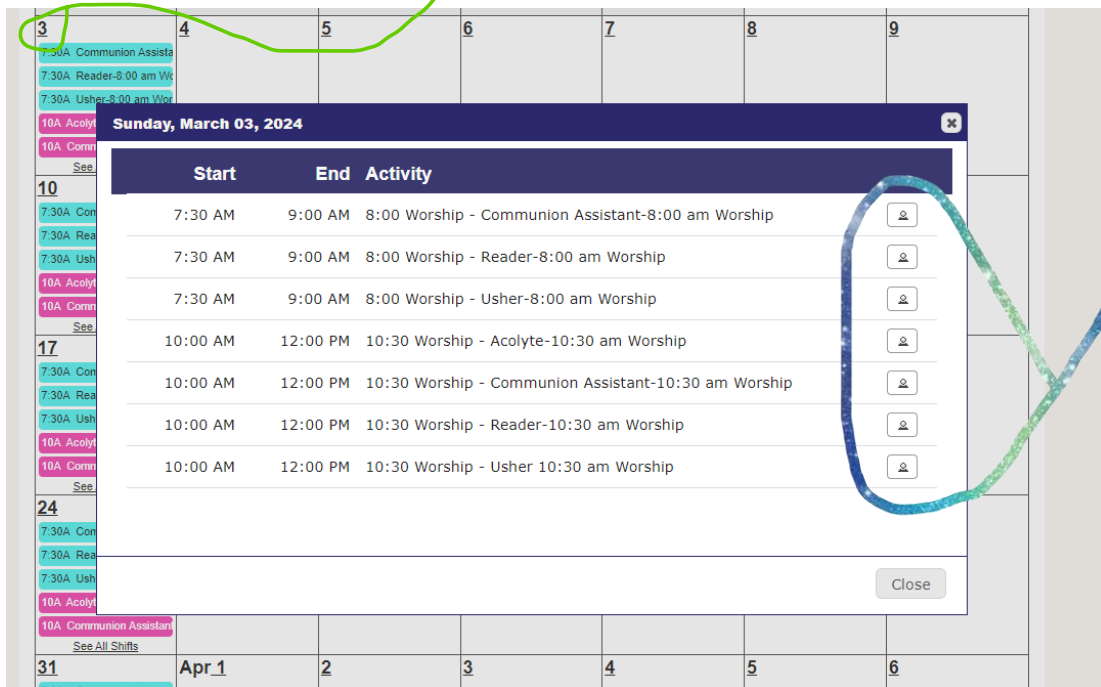 3 4 5 6 7 8 9
7:30A Communion Assista
7:30A Reader-8:00 am Wo
7:30A Usher-8:00 am Wor
10A Acolyt
10A Comm
See
Sunday, March 03, 2024
Start End Activity
7:30 AM 9:00 AM 8:00 Worship - Communion Assistant-8:00 am Worship
7:30 AM 9:00 AM 8:00 Worship - Reader-8:00 am Worship
7:30 AM 9:00 AM 8:00 Worship - Usher-8:00 am Worship
10:00 AM 12:00 PM 10:30 Worship - Acolyte-10:30 am Worship
10:00 AM 12:00 PM 10:30 Worship - Communion Assistant-10:30 am Worship
10:00 AM 12:00 PM 10:30 Worship - Reader-10:30 am Worship
10:00 AM 12:00 PM 10:30 Worship - Usher 10:30 am Worship
Close
10
7:30A Com
7:30A Rea
7:30A Ush
10A Acolyt
10A Comm
See
17
7:30A Com
7:30A Rea
7:30A Ush
10A Acolyt
10A Comm
See
24
7:30A Com
7:30A Rea
7:30A Ush
10A Acolyt
10A Communion Assistant
See All Shifts
31 Apr 1 2 3 4 5 6